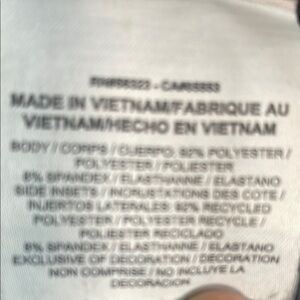 MADE IN VIETNAM/FABRIQUE AU
VIETNAM/HECHO EN VIETNAM
BODY / CORPS / CUERPO: 92% POLYESTER /
POLYESTER / POLIESTER
8% SPANDEX / ELASTHANNE / ELASTANO
SIDE INSETS / INCRUSTATIONS DES COTE /
INJERTOS LATERALES: 92% RECYCLED
POLYESTER / POLYESTER RECYCLE /
POLIESTER RECICLADO
8% SPANDEX / ELASTHANNE / ELASTANO
EXCLUSIVE OF DECORATION / DECORATION
NON COMPRISE / NO INCLUYE LA
DECORACION